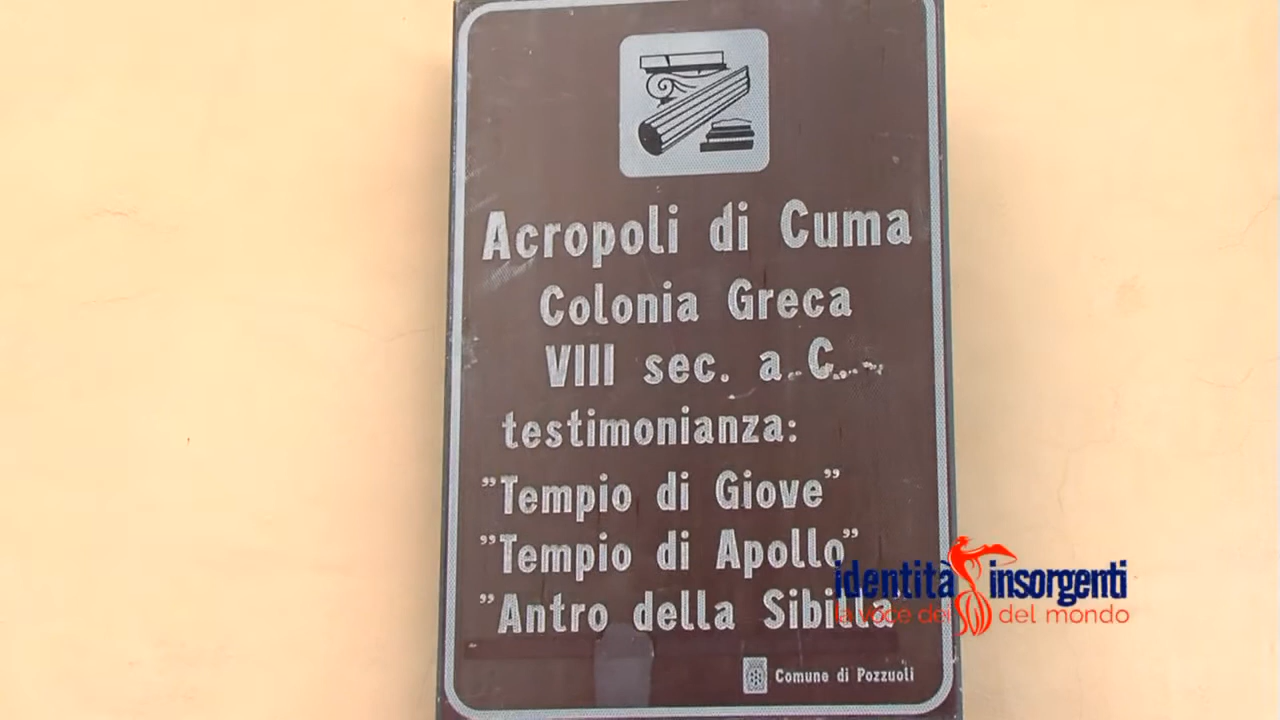 Acropoli di Cuma
Colonia Greca
VIII sec. a.C.
testimonianza:
"Tempio di Giove"
"Tempio di Apollo"
"Antro della Sibilla"
Comune di Pozzuoli
identità insorgenti
la voce dei del mondo